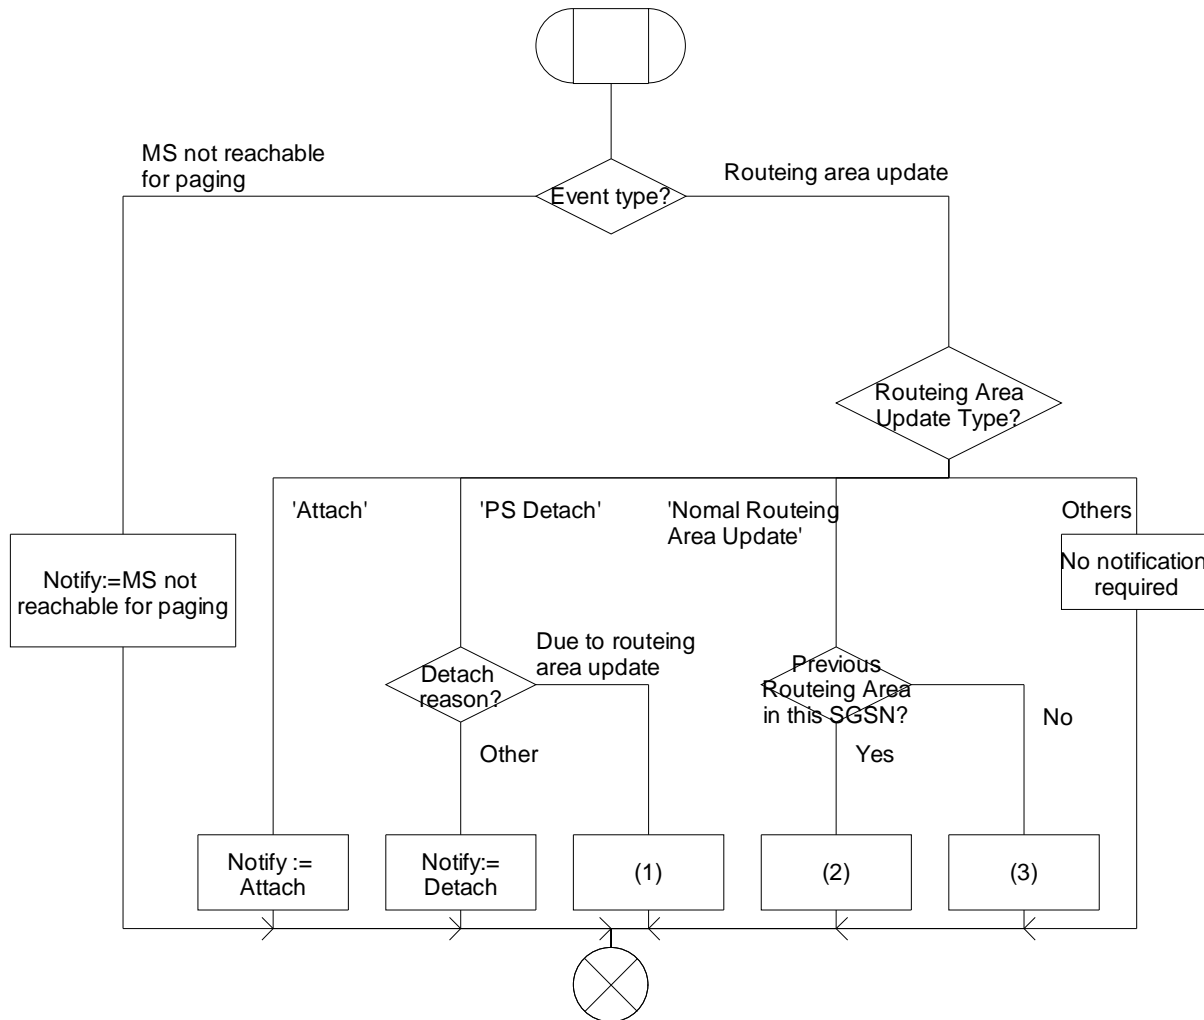 MS not reachable
for paging
Routeing area update
Event type?
Routeing Area
Update Type?
'Attach'
'PS Detach'
'Nomal Routeing
Area Update'
Others
Notify:=MS not
reachable for paging
No notification
required
Due to routeing
area update
Detach
reason?
Previous
Routeing Area
in this SGSN?
No
Other
Yes
Notify :=
Attach
Notify:=
Detach
(1)
(2)
(3)